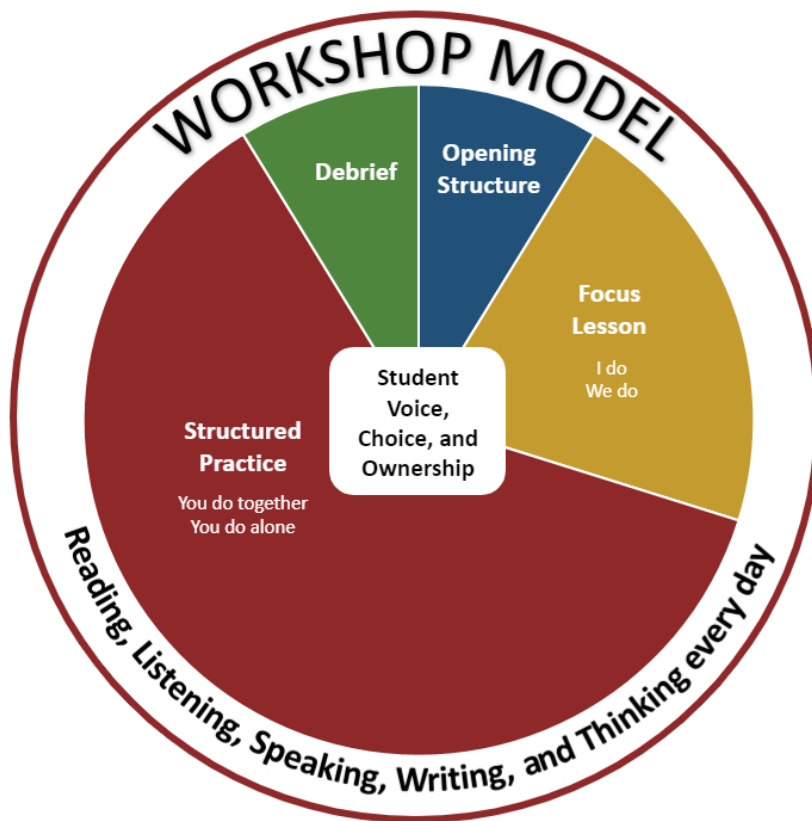 WORKSHOP MODEL
Debrief
Opening
Structure
Focus
Lesson
I do
We do
Student
Voice,
Choice, and
Ownership
Structured
Practice
You do together
You do alone
Reading, Listening, Speaking, Writing, and Thinking every day